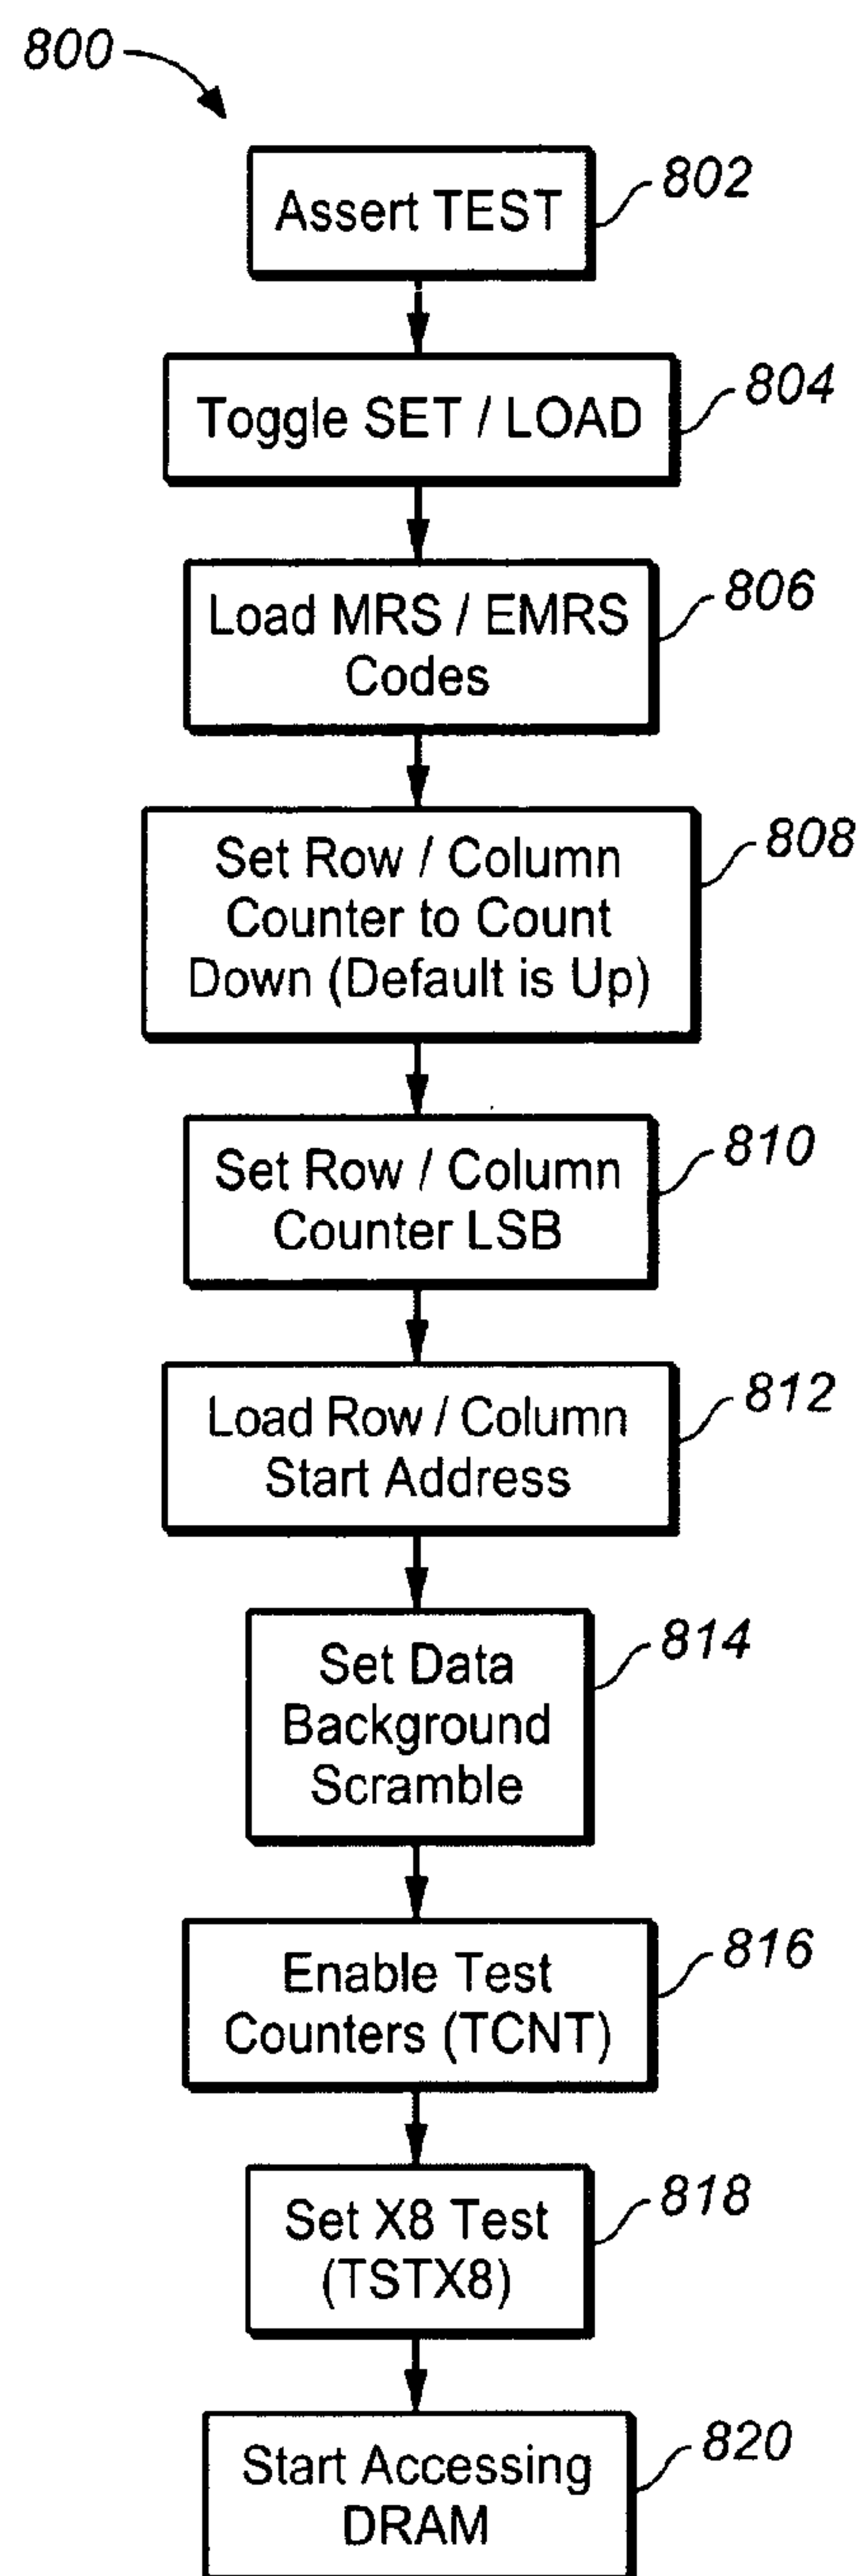 800
Assert TEST
802
Toggle SET / LOAD
804
Load MRS / EMRS
Codes
806
Set Row / Column
Counter to Count
Down (Default is Up)
808
Set Row / Column
Counter LSB
810
Load Row / Column
Start Address
812
Set Data
Background
Scramble
814
Enable Test
Counters (TCNT)
816
Set X8 Test
(TSTX8)
818
Start Accessing
DRAM
820